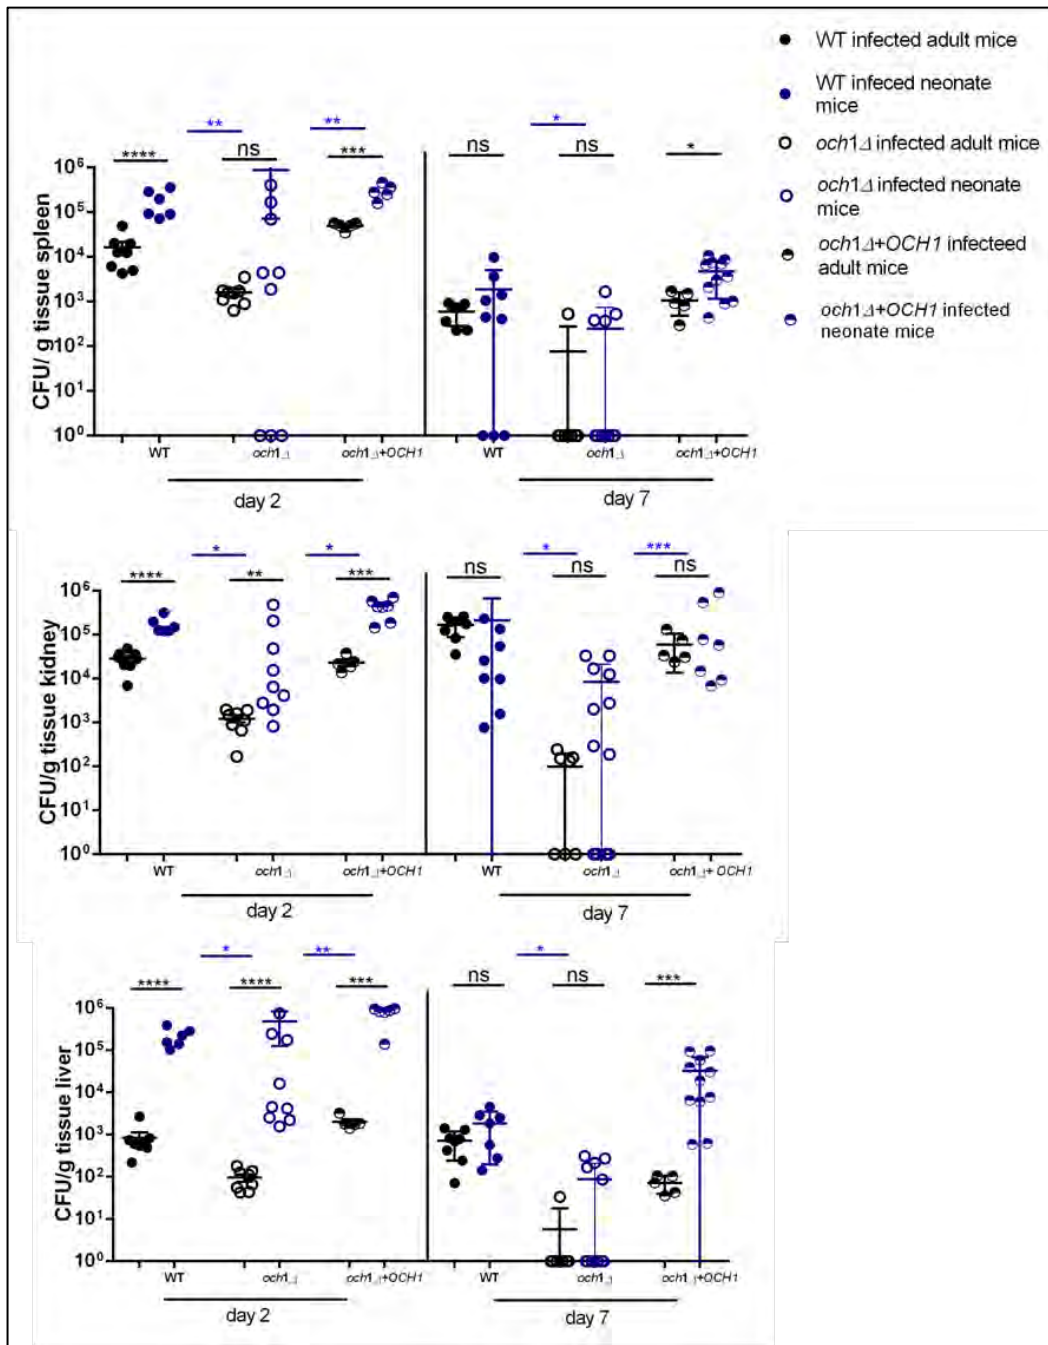 WT infected adult mice
WT infeced neonate
mice
och1Δ infected adult mice
och1Δ infected neonate
mice
och1Δ+OCH1 infecteed
adult mice
och1Δ+OCH1 infected
neonate mice
** ** *
**** ns *** ns ns *
CFU/ g tissue spleen
10⁶
10⁵
10⁴
10³
10²
10¹
10⁰
WT och1Δ och1Δ+OCH1 WT och1Δ och1Δ+OCH1
day 2 day 7
* * * ***
**** ** *** ns ns ns
CFU/g tissue kidney
10⁶
10⁵
10⁴
10³
10²
10¹
10⁰
WT och1Δ och1Δ+OCH1 WT och1Δ och1Δ+ OCH1
day 2 day 7
* ** *
**** **** *** ns ns ***
CFU/g tissue liver
10⁶
10⁵
10⁴
10³
10²
10¹
10⁰
WT och1Δ och1Δ+OCH1 WT och1Δ och1Δ+OCH1
day 2 day 7